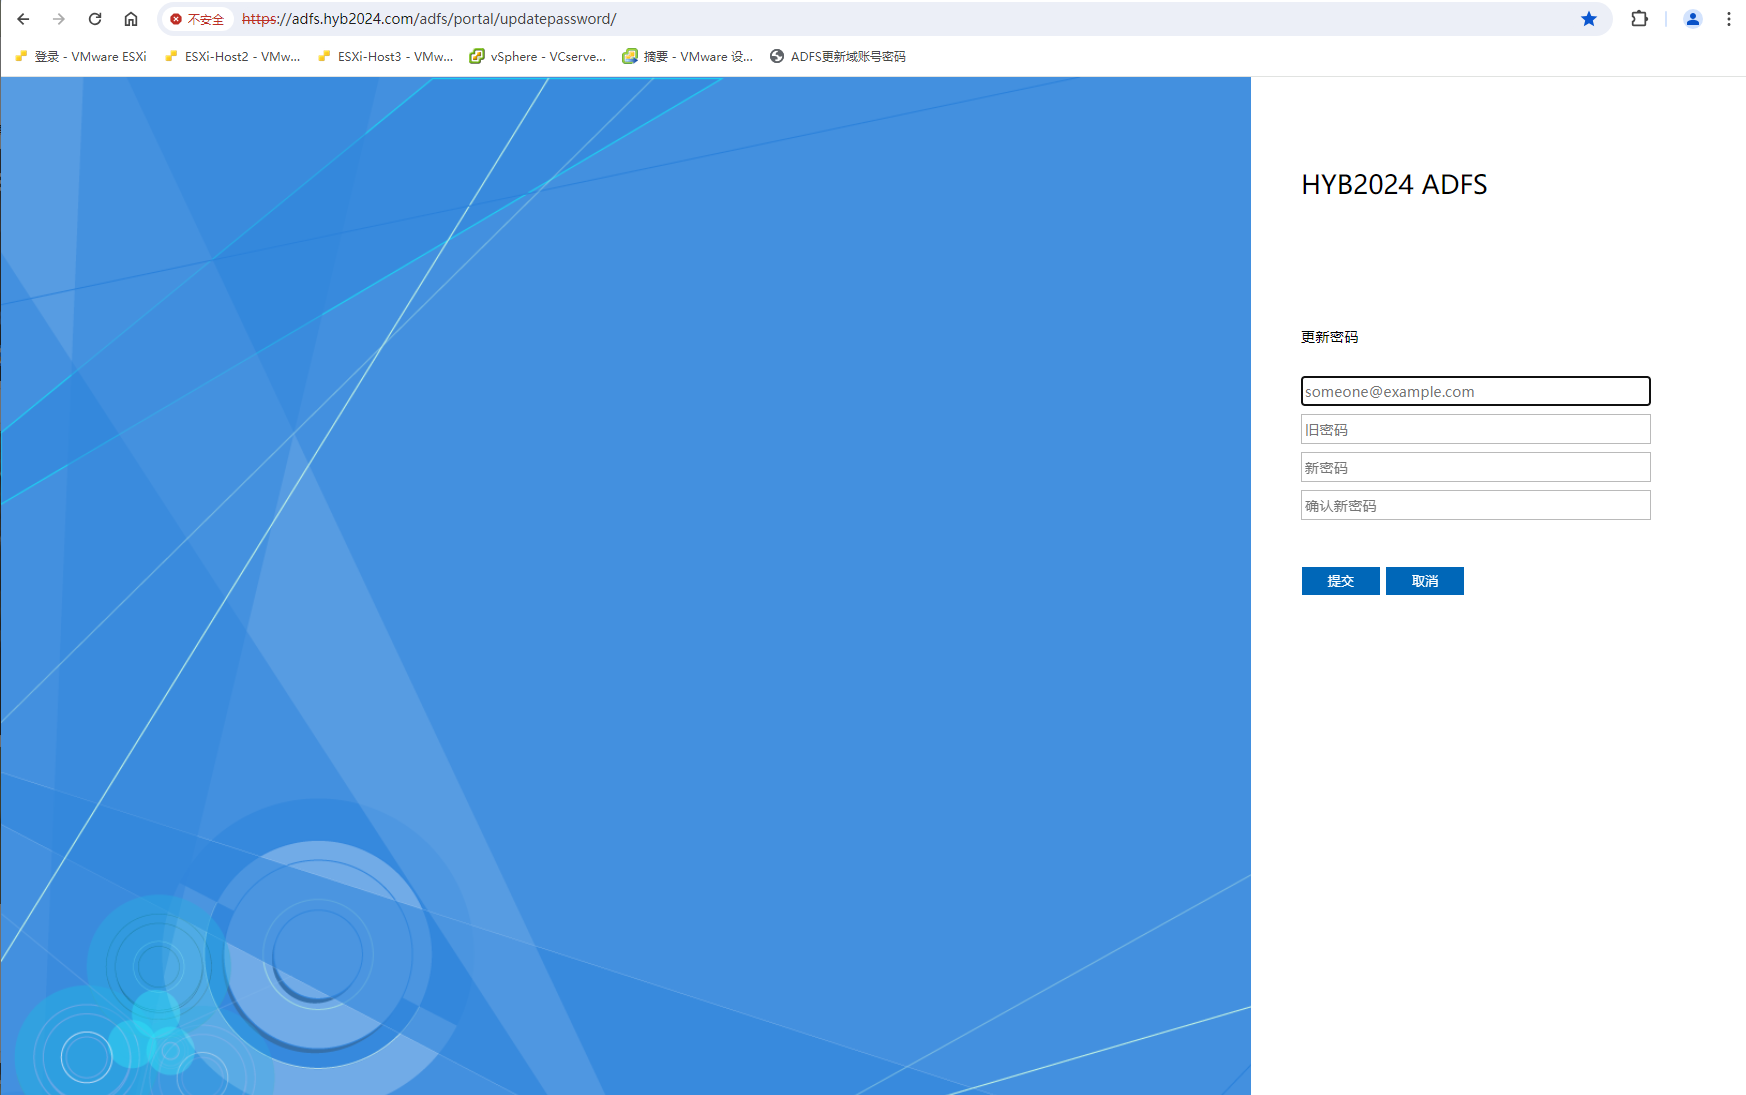 不安全 https://adfs.hyb2024.com/adfs/portal/updatepassword/
登录 - VMware ESXi ESXi-Host2 - VMw... ESXi-Host3 - VMw... vSphere - VCserve... 摘要 - VMware 设... ADFS更新域账号密码
HYB2024 ADFS
更新密码
someone@example.com
旧密码
新密码
确认新密码
提交 取消